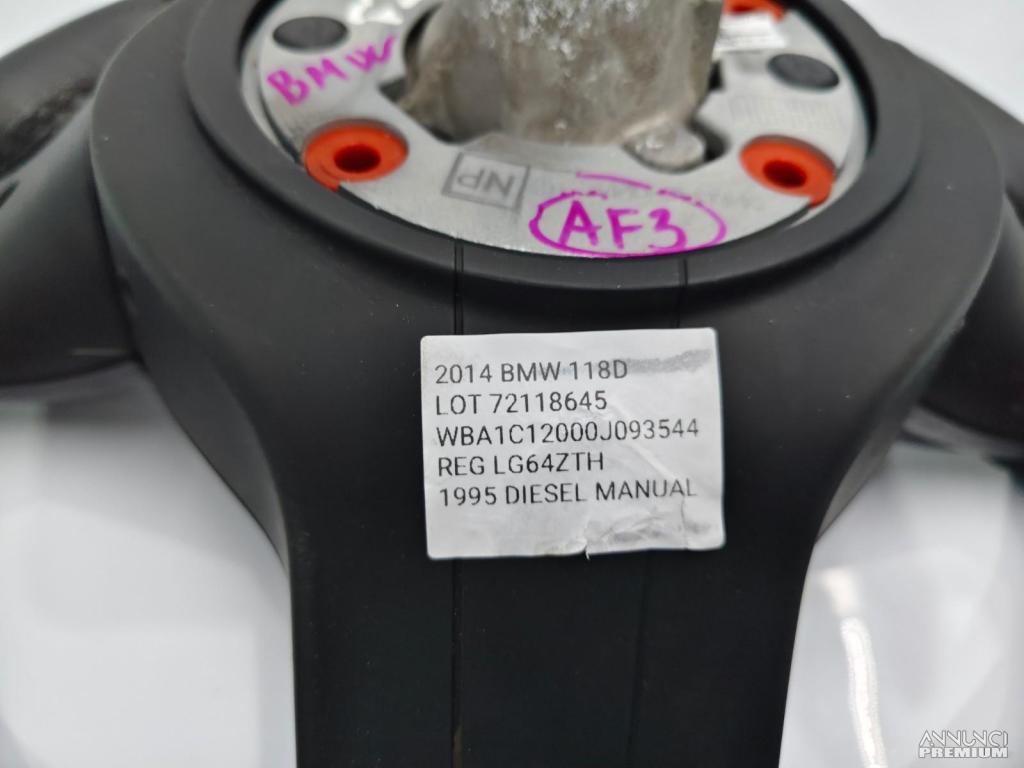 BMW
NP
AF3
2014 BMW 118D
LOT 72118645
WBA1C12000J093544
REG LG64ZTH
1995 DIESEL MANUAL
ANNUNCI
PREMIUM